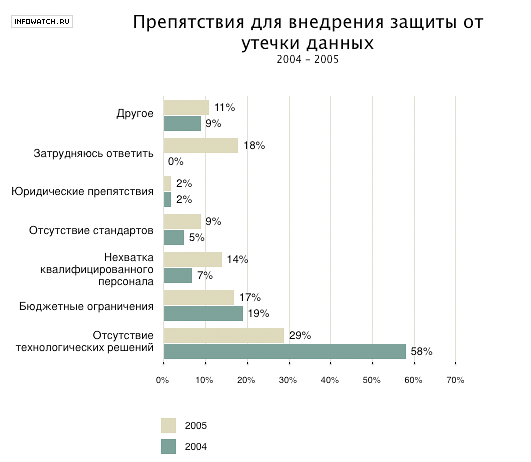 INFOWATCH.RU
Препятствия для внедрения защиты от
утечки данных
2004 - 2005
Другое
11%
9%
Затрудняюсь ответить
18%
0%
Юридические препятствия
2%
2%
Отсутствие стандартов
9%
5%
Нехватка
квалифицированного
персонала
14%
7%
Бюджетные ограничения
17%
19%
Отсутствие
технологических решений
29%
58%
0% 10% 20% 30% 40% 50% 60% 70%
2005
2004